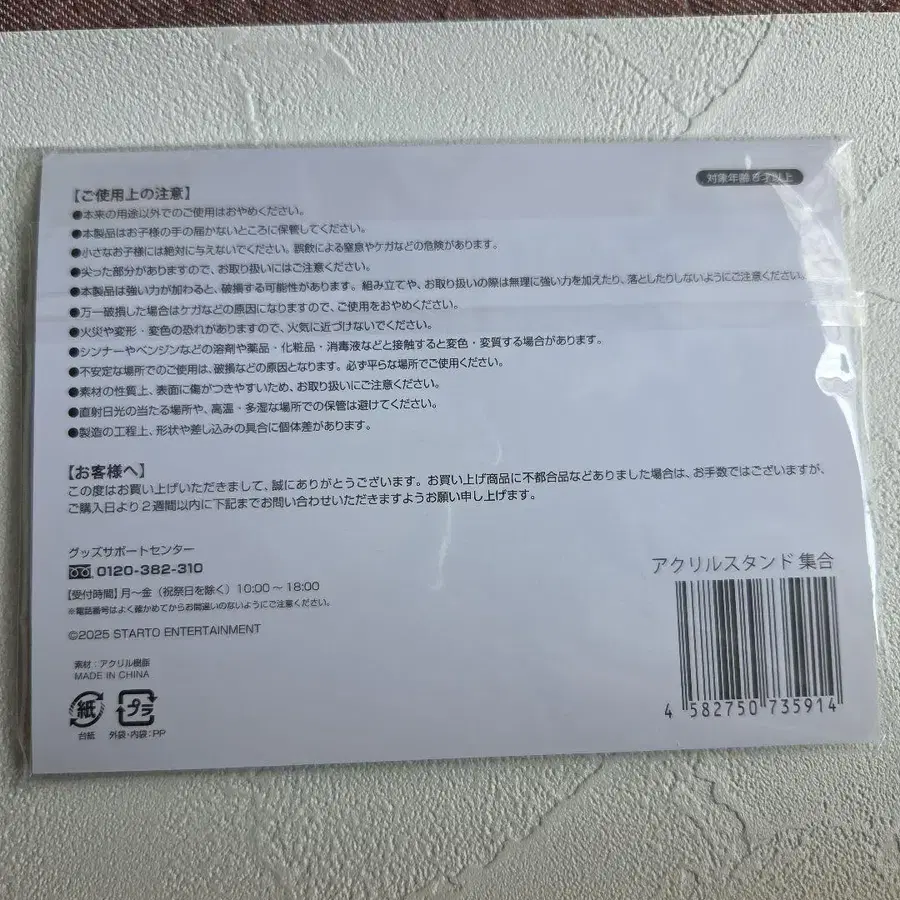 対象年齢6才以上
【ご使用上の注意】
●本来の用途以外でのご使用はおやめください。
●本製品はお子様の手の届かないところに保管してください。
●小さなお子様には絶対に与えないでください。誤飲による窒息やケガなどの危険があります。
●尖った部分がありますので、お取り扱いにはご注意ください。
●本製品は強い力が加わると、破損する可能性があります。組み立てや、お取り扱いの際は無理に強い力を加えたり、落としたりしないようにご注意ください。
●万一破損した場合はケガなどの原因になりますので、ご使用をおやめください。
●火災や変形・変色の恐れがありますので、火気に近づけないでください。
●シンナーやベンジンなどの溶剤や薬品・化粧品・消毒液などと接触すると変色・変質する場合があります。
●不安定な場所でのご使用は、破損などの原因となります。必ず平らな場所でご使用ください。
●素材の性質上、表面に傷がつきやすいため、お取り扱いにご注意ください。
●直射日光の当たる場所や、高温・多湿な場所での保管は避けてください。
●製造の工程上、形状や差し込みの具合に個体差があります。
【お客様へ】
この度はお買い上げいただきまして、誠にありがとうございます。お買い上げ商品に不都合品などありました場合は、お手数ではございますが、
ご購入日より2週間以内に下記までお問い合わせいただきますようお願い申し上げます。
グッズサポートセンター
0120-382-310
【受付時間】月～金（祝祭日を除く）10:00～18:00
※電話番号はよく確かめてからお間違いのないようにご注意ください。
©2025 STARTO ENTERTAINMENT
素材：アクリル樹脂
MADE IN CHINA
紙
プラ
台紙
外袋・内袋：PP
アクリルスタンド 集合
4 582750 735914